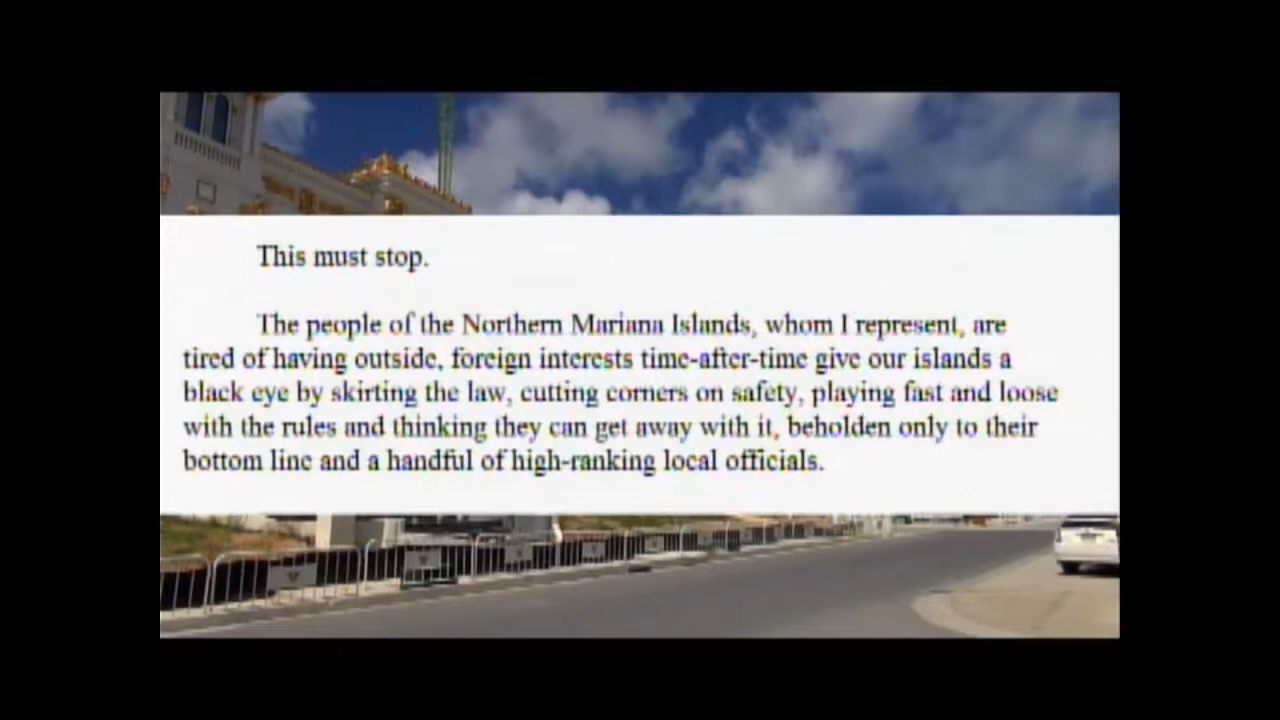 This must stop.
The people of the Northern Mariana Islands, whom I represent, are
tired of having outside, foreign interests time-after-time give our islands a
black eye by skirting the law, cutting corners on safety, playing fast and loose
with the rules and thinking they can get away with it, beholden only to their
bottom line and a handful of high-ranking local officials.